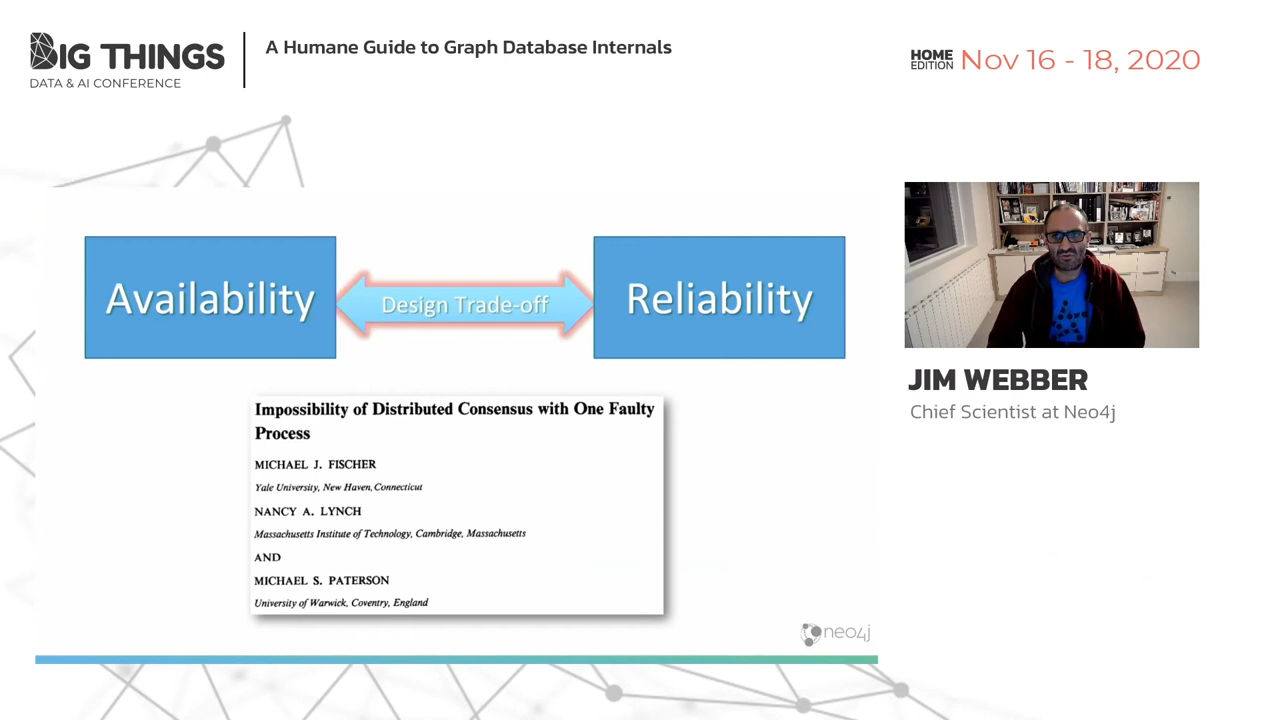 BIG THINGS
DATA & AI CONFERENCE
A Humane Guide to Graph Database Internals
HOME
EDITION
Nov 16 - 18, 2020
Availability
Design Trade-off
Reliability
Impossibility of Distributed Consensus with One Faulty
Process
MICHAEL J. FISCHER
Yale University, New Haven, Connecticut
NANCY A. LYNCH
Massachusetts Institute of Technology, Cambridge, Massachusetts
AND
MICHAEL S. PATERSON
University of Warwick, Coventry, England
neo4j
JIM WEBBER
Chief Scientist at Neo4j